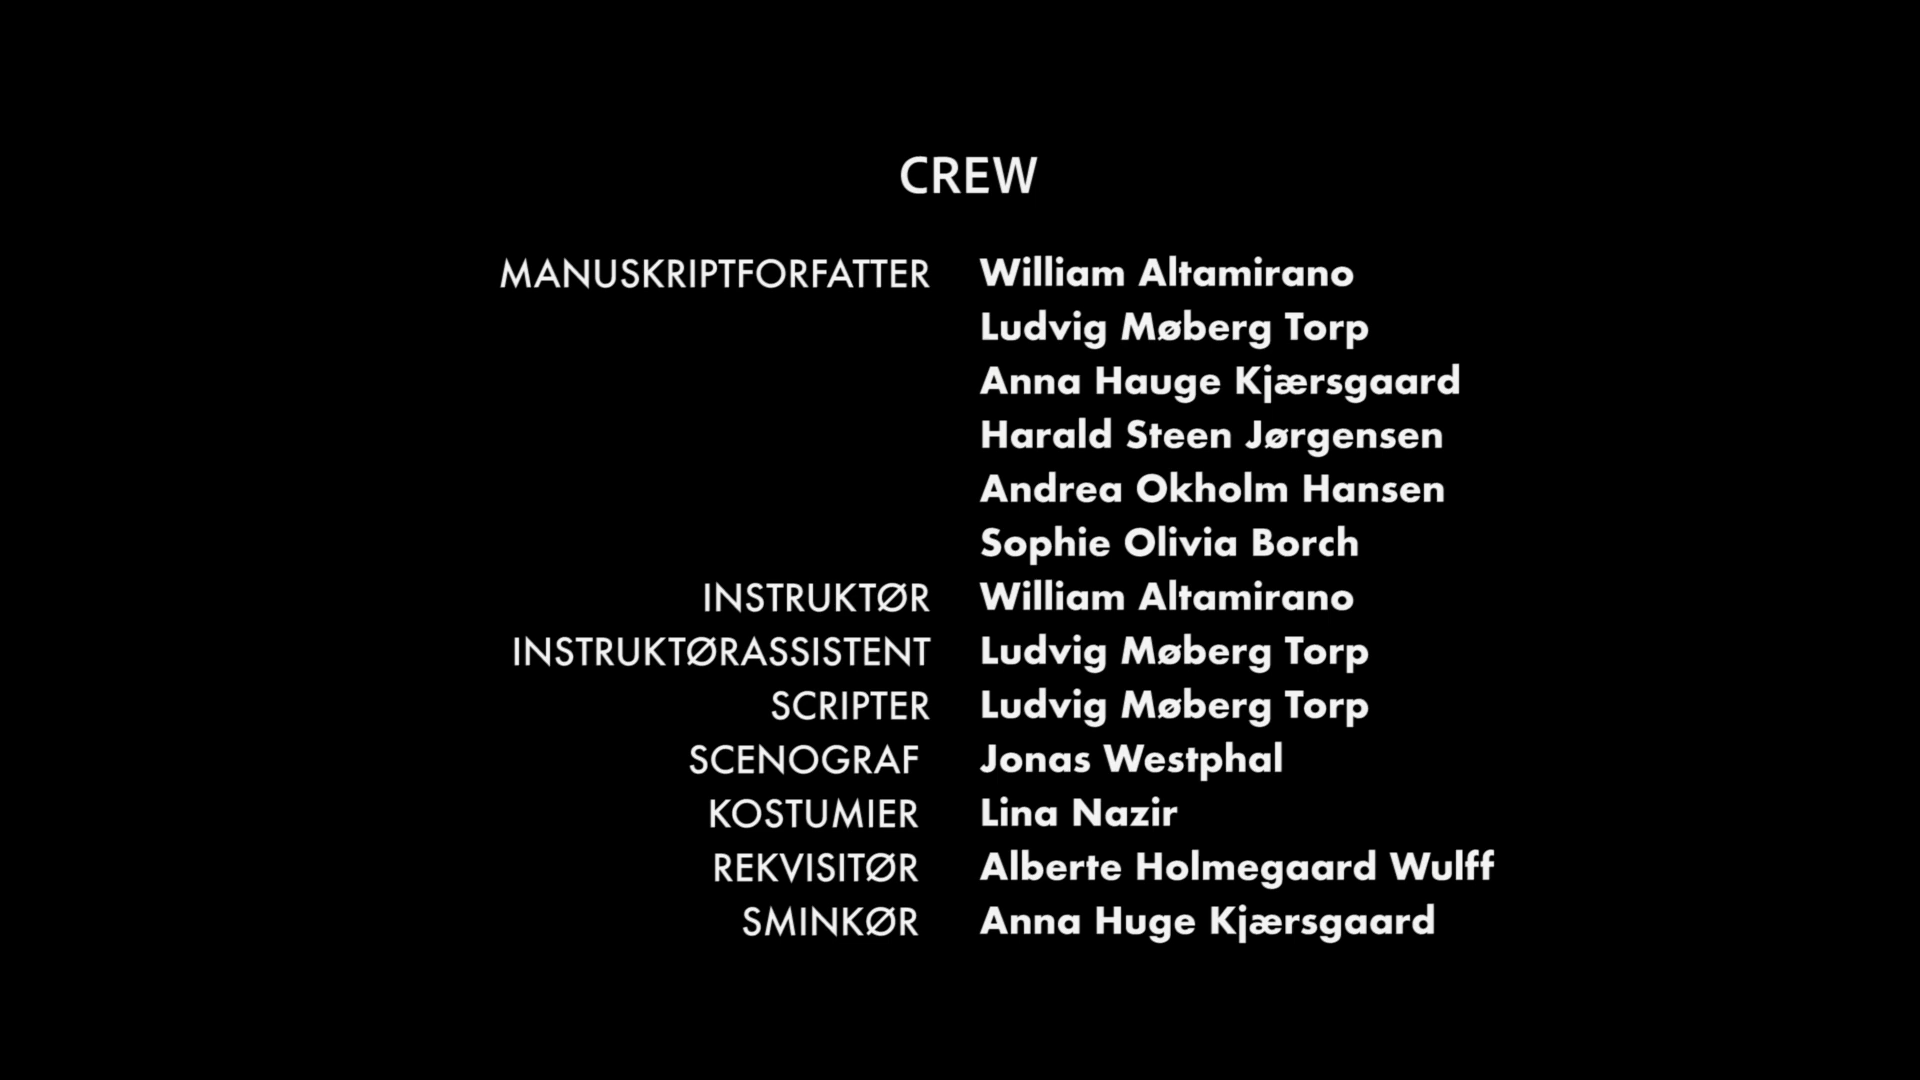 CREW
MANUSKRIPTFORFATTER William Altamirano
Ludvig Møberg Torp
Anna Hauge Kjærsgaard
Harald Steen Jørgensen
Andrea Okholm Hansen
Sophie Olivia Borch
INSTRUKTØR William Altamirano
INSTRUKTØRASSISTENT Ludvig Møberg Torp
SCRIPTER Ludvig Møberg Torp
SCENOGRAF Jonas Westphal
KOSTUMIER Lina Nazir
REKVISITØR Alberte Holmegaard Wulff
SMINKØR Anna Huge Kjærsgaard